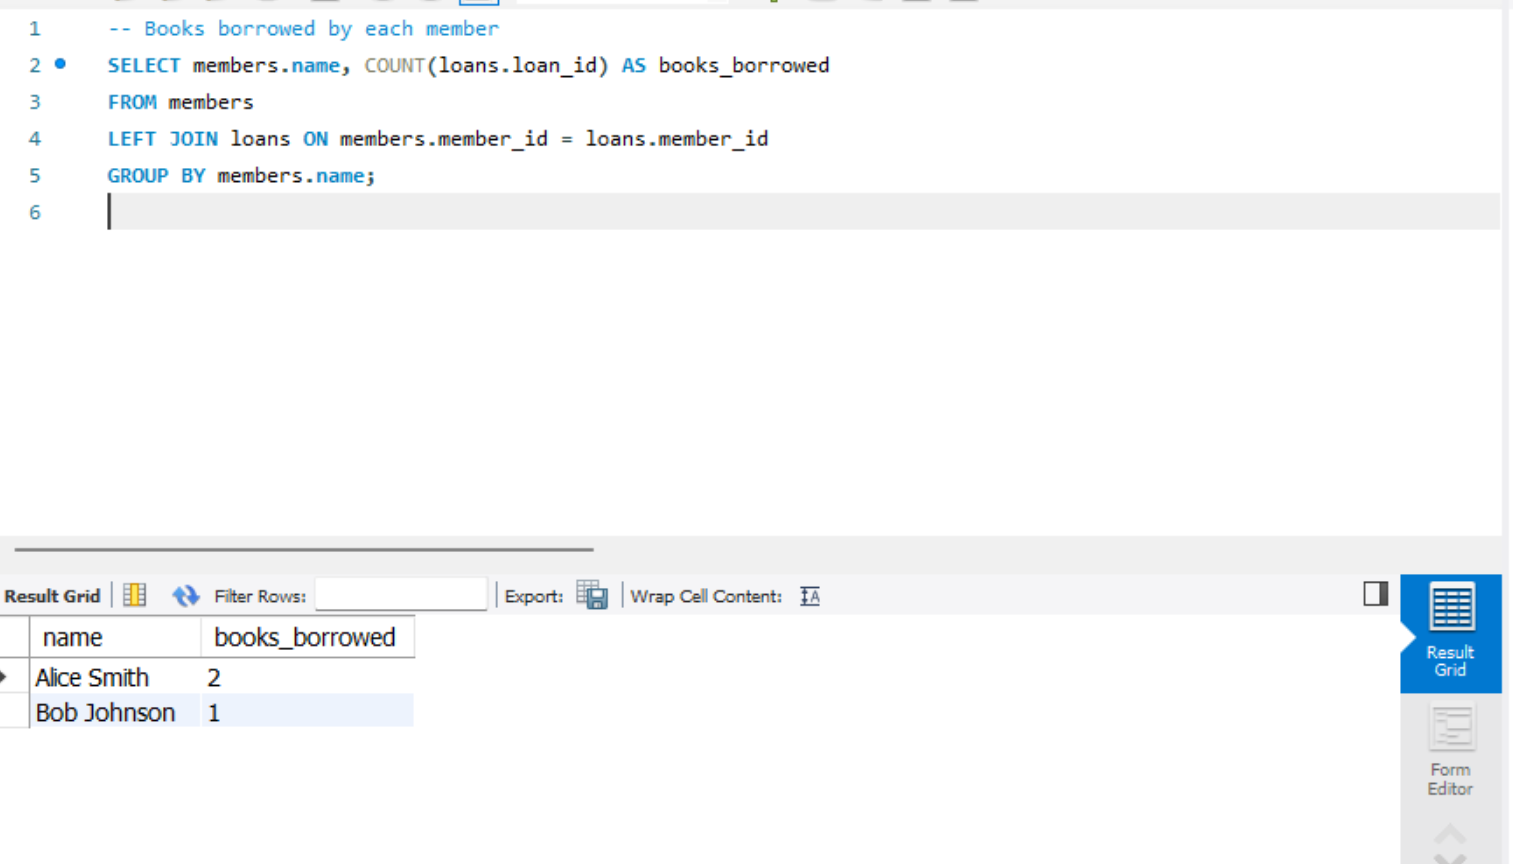 1 -- Books borrowed by each member
2 SELECT members.name, COUNT(loans.loan_id) AS books_borrowed
3 FROM members
4 LEFT JOIN loans ON members.member_id = loans.member_id
5 GROUP BY members.name;
6
Result Grid Filter Rows: Export: Wrap Cell Content: IA
name books_borrowed
Alice Smith 2
Bob Johnson 1
Result
Grid
Form
Editor